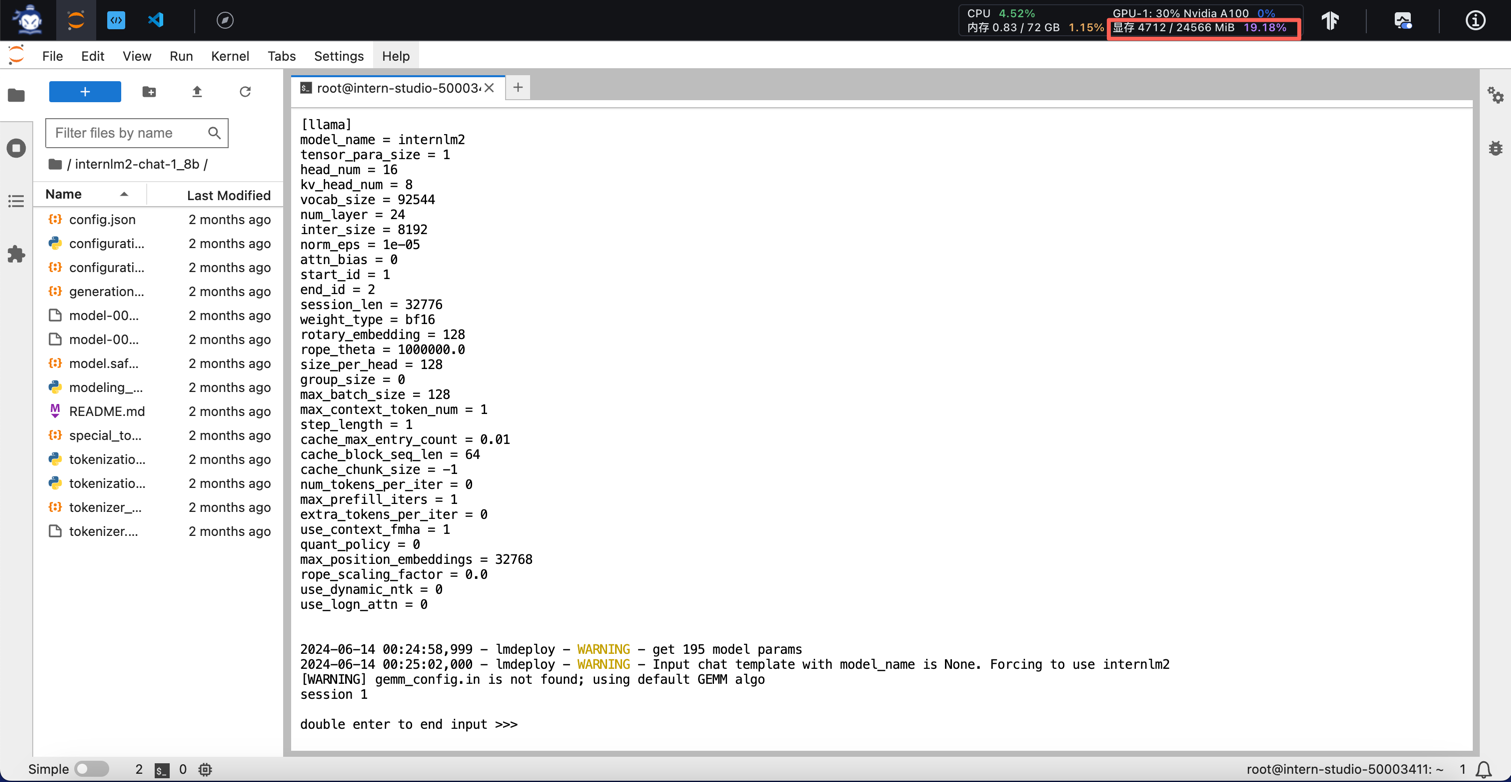 CPU 4.52% GPU-1: 30% Nvidia A100 0%
内存 0.83 / 72 GB 1.15% 显存 4712 / 24566 MiB 19.18%
File Edit View Run Kernel Tabs Settings Help
root@intern-studio-50003
Filter files by name
/ internlm2-chat-1_8b /
Name Last Modified
config.json 2 months ago
configurati... 2 months ago
configurati... 2 months ago
generation... 2 months ago
model-00... 2 months ago
model-00... 2 months ago
model.saf... 2 months ago
modeling_... 2 months ago
README.md 2 months ago
special_to... 2 months ago
tokenizatio... 2 months ago
tokenizatio... 2 months ago
tokenizer_... 2 months ago
tokenizer.... 2 months ago
[llama]
model_name = internlm2
tensor_para_size = 1
head_num = 16
kv_head_num = 8
vocab_size = 92544
num_layer = 24
inter_size = 8192
norm_eps = 1e-05
attn_bias = 0
start_id = 1
end_id = 2
session_len = 32776
weight_type = bf16
rotary_embedding = 128
rope_theta = 1000000.0
size_per_head = 128
group_size = 0
max_batch_size = 128
max_context_token_num = 1
step_length = 1
cache_max_entry_count = 0.01
cache_block_seq_len = 64
cache_chunk_size = -1
num_tokens_per_iter = 0
max_prefill_iters = 1
extra_tokens_per_iter = 0
use_context_fmha = 1
quant_policy = 0
max_position_embeddings = 32768
rope_scaling_factor = 0.0
use_dynamic_ntk = 0
use_logn_attn = 0
2024-06-14 00:24:58,999 - lmdeploy - WARNING - get 195 model params
2024-06-14 00:25:02,000 - lmdeploy - WARNING - Input chat template with model_name is None. Forcing to use internlm2
[WARNING] gemm_config.in is not found; using default GEMM algo
session 1
double enter to end input >>>
Simple 2 0 root@intern-studio-50003411: ~ 1